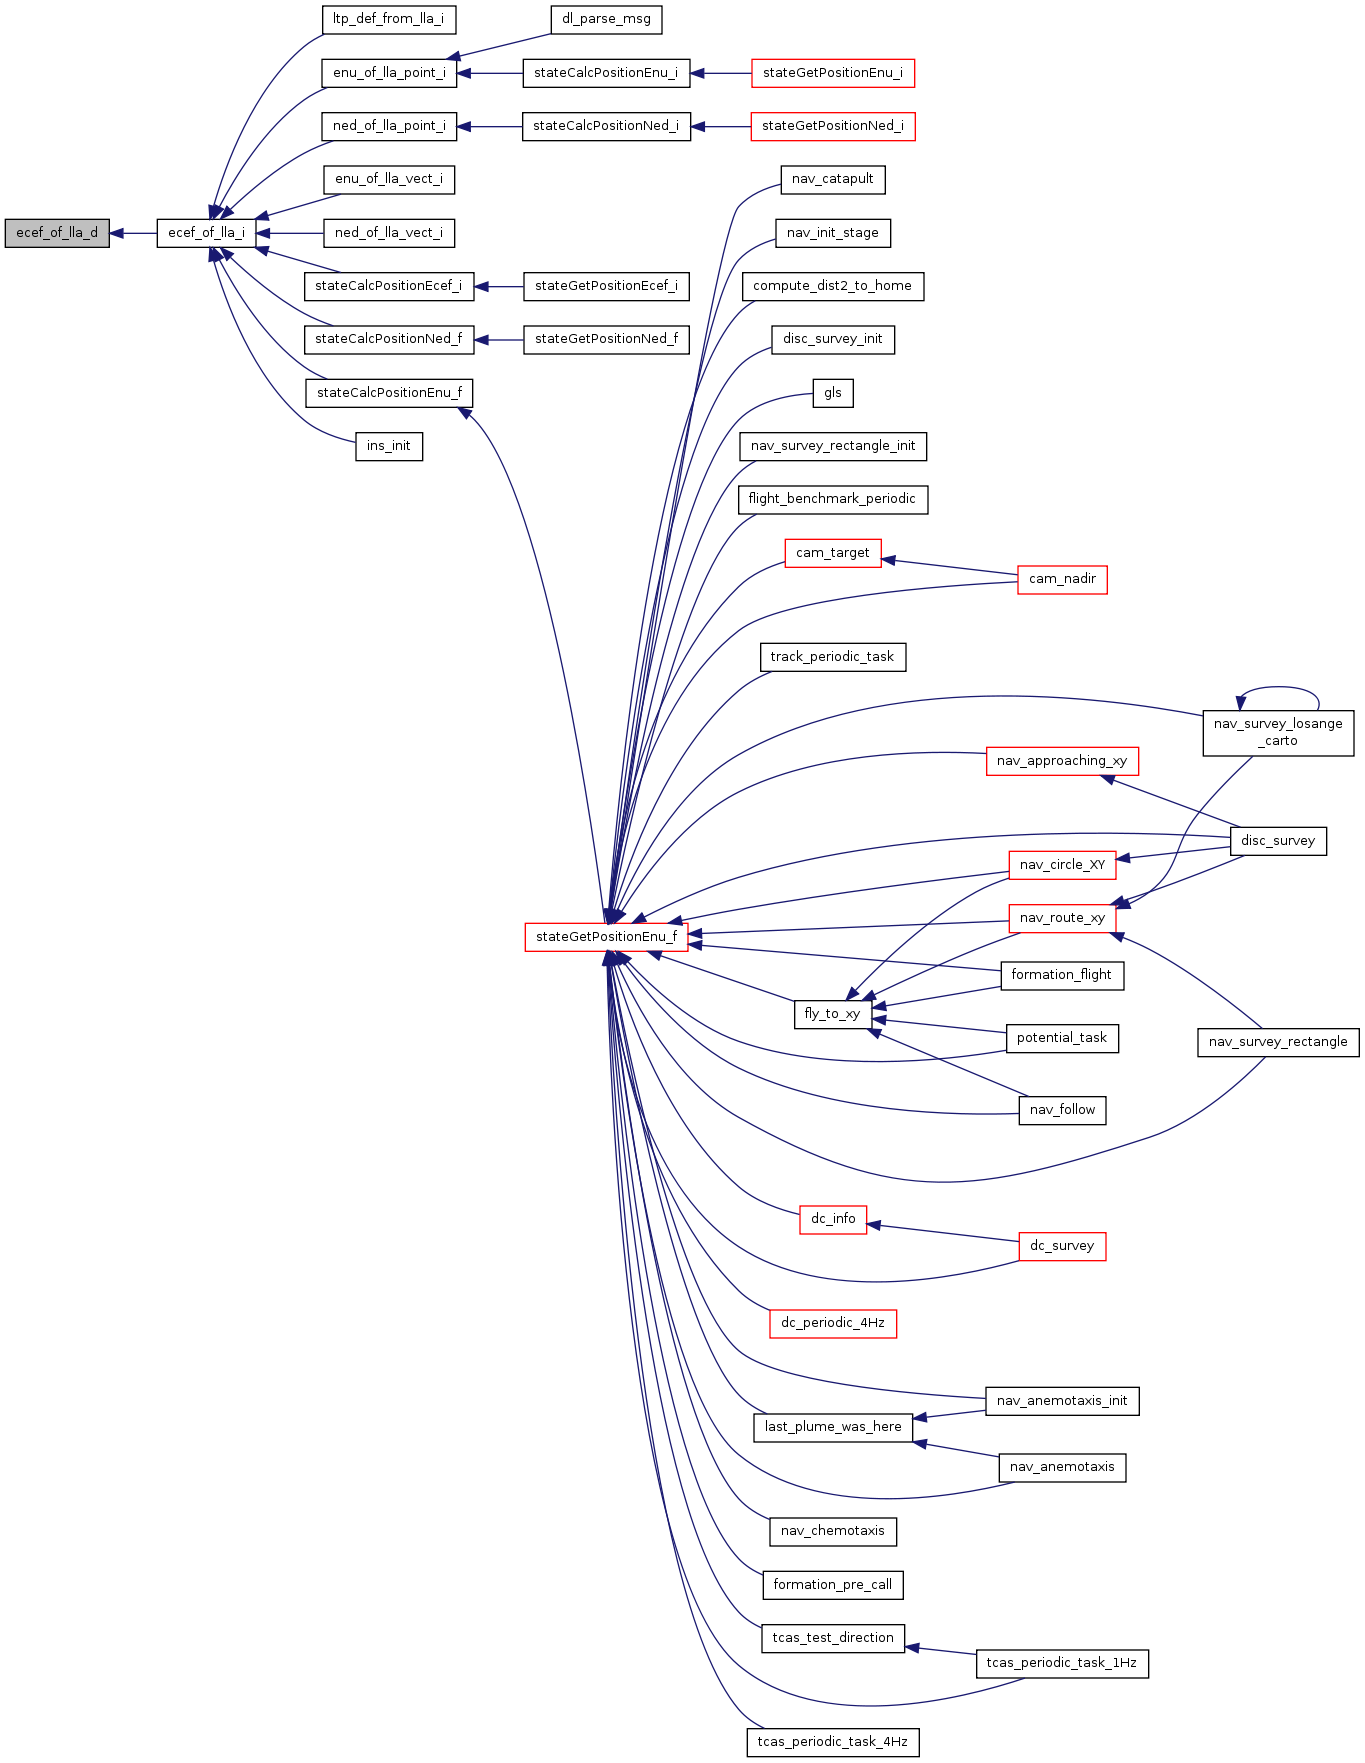 ltp_def_from_lla_i
dl_parse_msg
enu_of_lla_point_i
stateCalcPositionEnu_i
stateGetPositionEnu_i
ned_of_lla_point_i
stateCalcPositionNed_i
stateGetPositionNed_i
enu_of_lla_vect_i
nav_catapult
ecef_of_lla_d
ecef_of_lla_i
ned_of_lla_vect_i
nav_init_stage
stateCalcPositionEcef_i
stateGetPositionEcef_i
compute_dist2_to_home
stateCalcPositionNed_f
stateGetPositionNed_f
disc_survey_init
stateCalcPositionEnu_f
gls
ins_init
nav_survey_rectangle_init
flight_benchmark_periodic
cam_target
cam_nadir
track_periodic_task
nav_survey_losange
_carto
nav_approaching_xy
disc_survey
nav_circle_XY
nav_route_xy
stateGetPositionEnu_f
formation_flight
fly_to_xy
potential_task
nav_survey_rectangle
nav_follow
dc_info
dc_survey
dc_periodic_4Hz
nav_anemotaxis_init
last_plume_was_here
nav_anemotaxis
nav_chemotaxis
formation_pre_call
tcas_test_direction
tcas_periodic_task_1Hz
tcas_periodic_task_4Hz